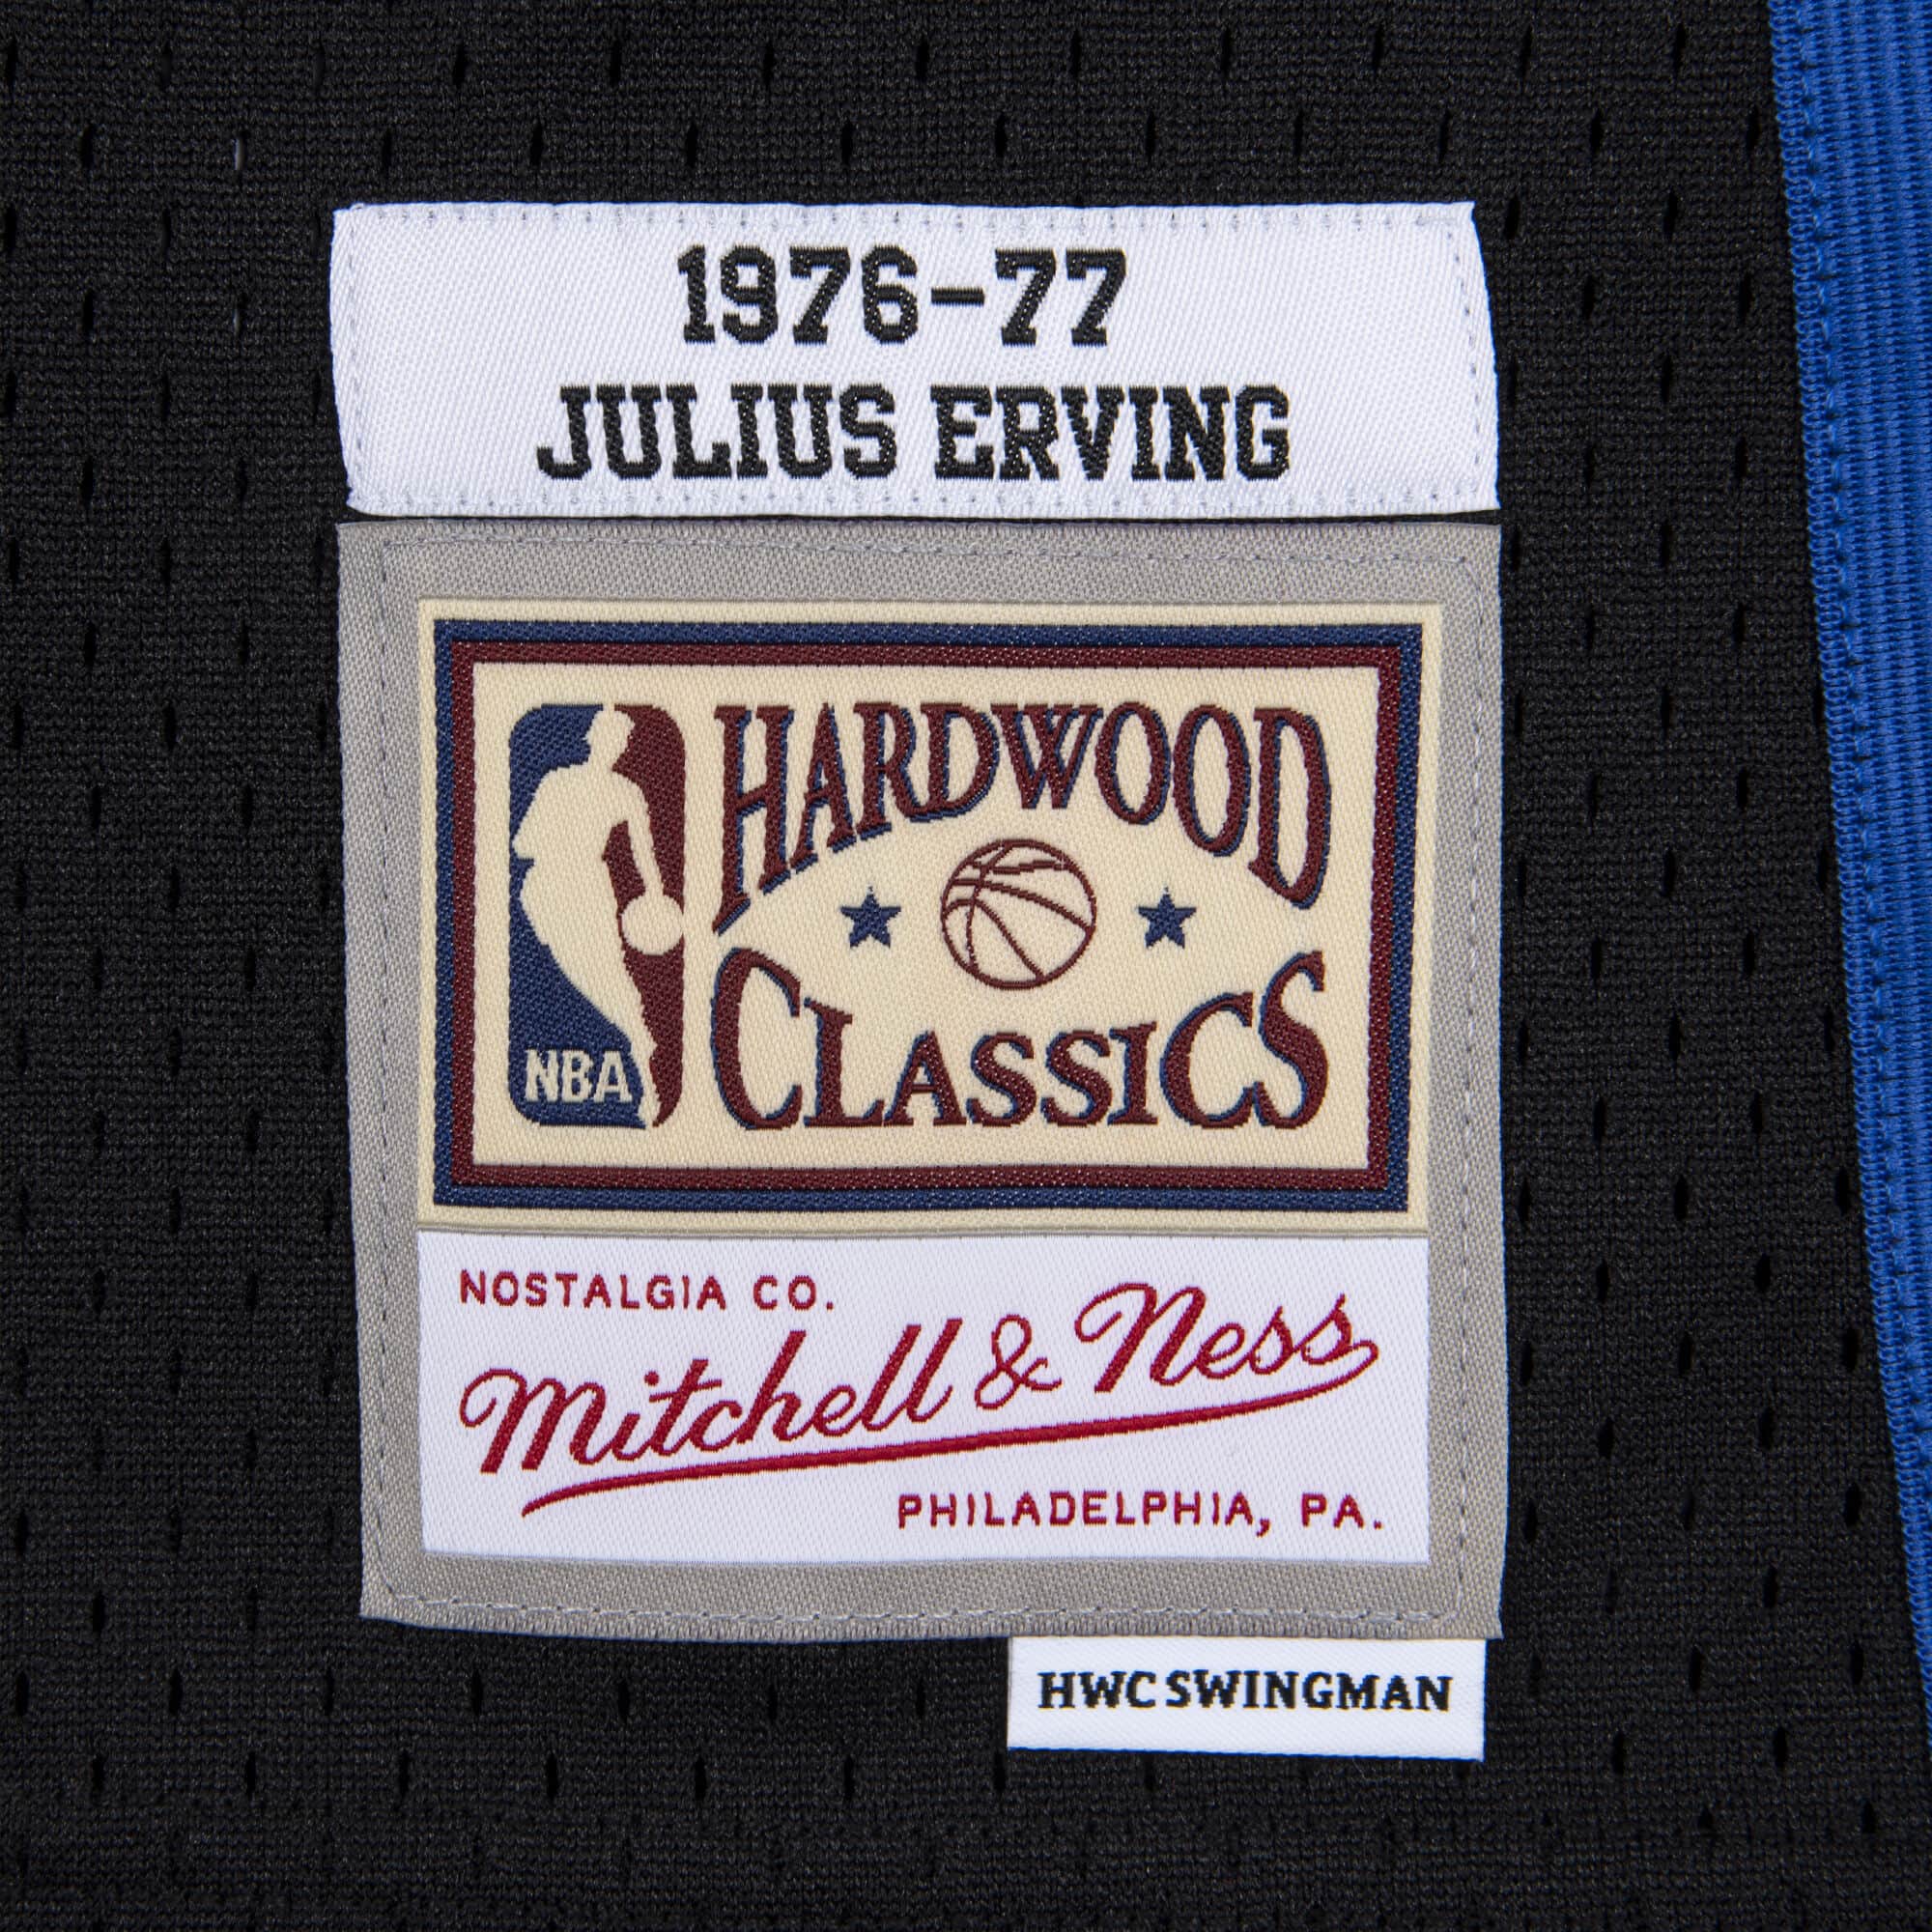 1976-77
JULIUS ERVING
HARDWOOD
CLASSICS
NBA
NOSTALGIA CO.
Mitchell & Ness
PHILADELPHIA, PA.
HWC SWINGMAN